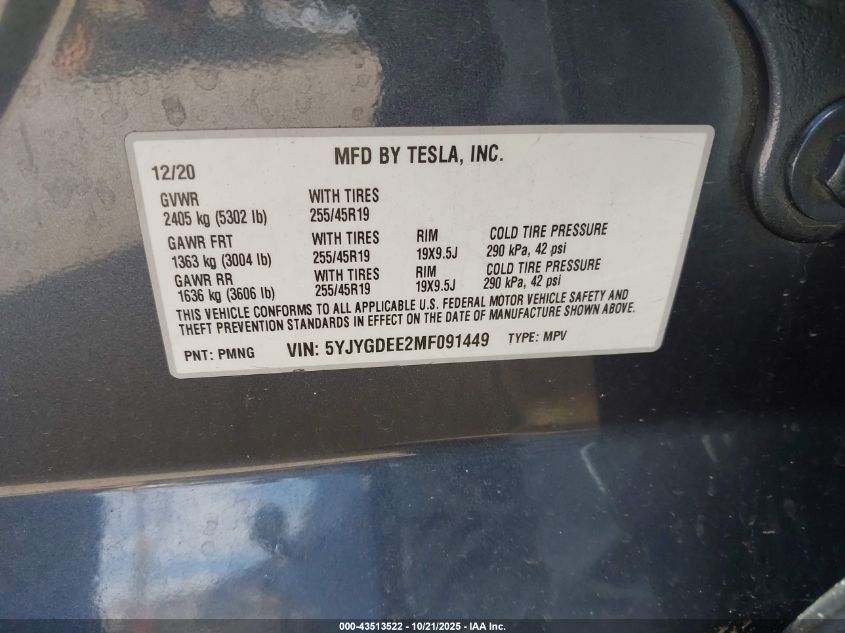 MFD BY TESLA, INC.
12/20
GVWR WITH TIRES
2405 kg (5302 lb) 255/45R19
GAWR FRT WITH TIRES RIM COLD TIRE PRESSURE
1363 kg (3004 lb) 255/45R19 19X9.5J 290 kPa, 42 psi
GAWR RR WITH TIRES RIM COLD TIRE PRESSURE
1636 kg (3606 lb) 255/45R19 19X9.5J 290 kPa, 42 psi
THIS VEHICLE CONFORMS TO ALL APPLICABLE U.S. FEDERAL MOTOR VEHICLE SAFETY AND
THEFT PREVENTION STANDARDS IN EFFECT ON THE DATE OF MANUFACTURE SHOWN ABOVE.
PNT: PMNG VIN: 5YJYGDEE2MF091449 TYPE: MPV
000-43513522 | 10/21/2025 - IAA Inc.